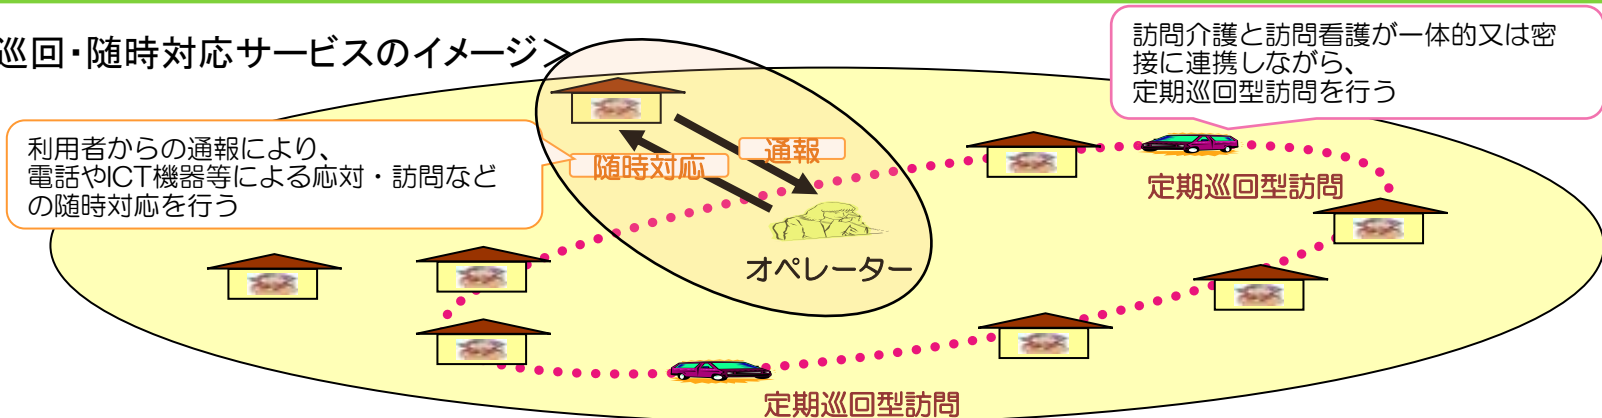 巡回・随時対応サービスのイメージ＞
訪問介護と訪問看護が一体的又は密
接に連携しながら、
定期巡回型訪問を行う
利用者からの通報により、
電話やICT機器等による応対・訪問など
の随時対応を行う
通報
随時対応
定期巡回型訪問
オペレーター
定期巡回型訪問